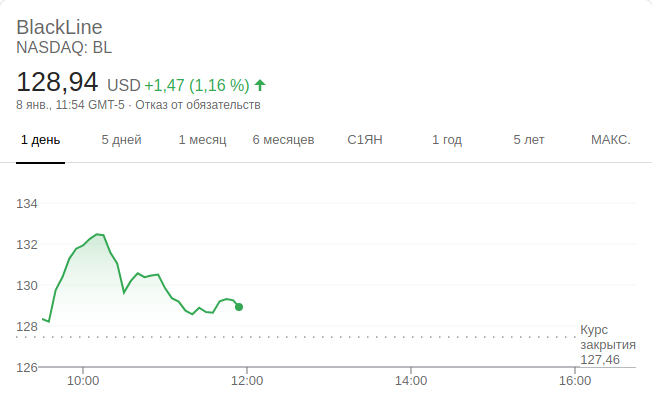 BlackLine
NASDAQ: BL
128,94 USD +1,47 (1,16 %)
8 янв., 11:54 GMT-5 · Отказ от обязательств
1 день 5 дней 1 месяц 6 месяцев С1ЯН 1 год 5 лет МАКС.
134
132
130
128
Курс
закрытия
127,46
126
10:00 12:00 14:00 16:00